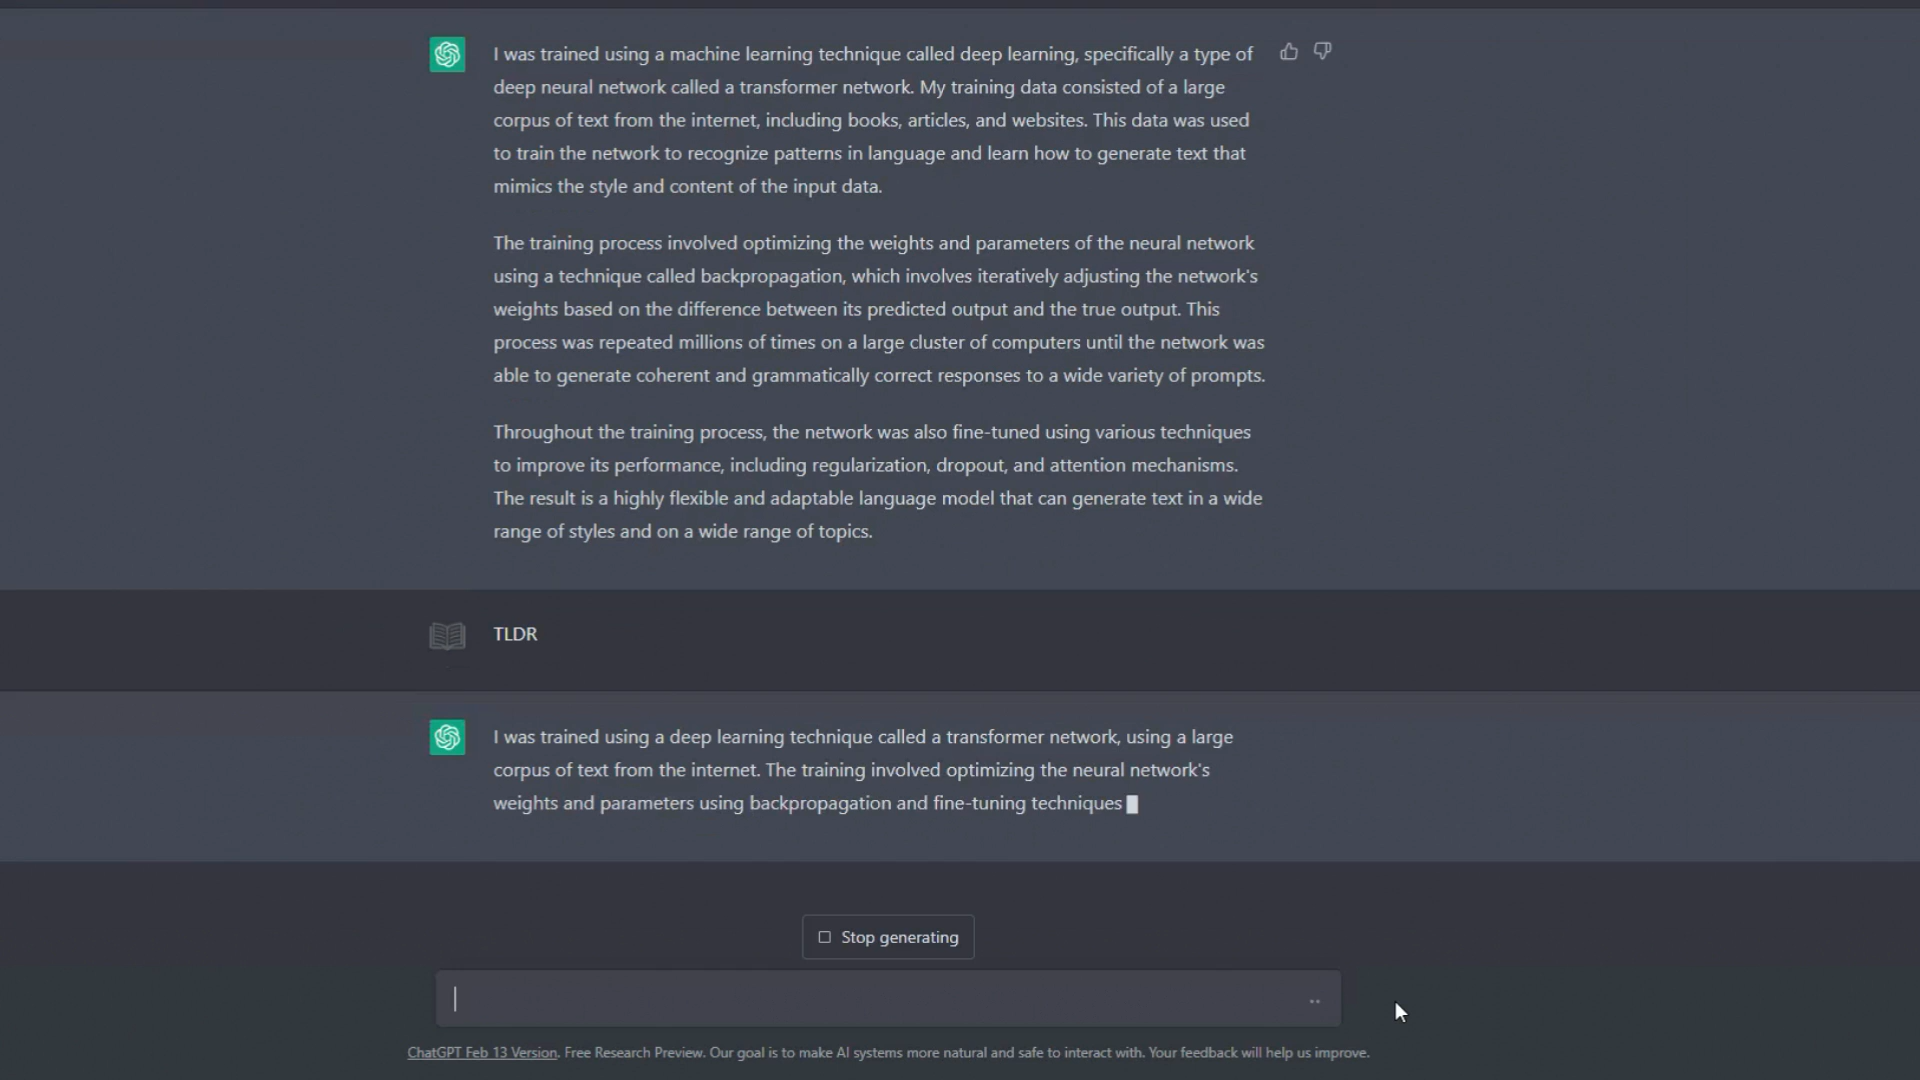 I was trained using a machine learning technique called deep learning, specifically a type of
deep neural network called a transformer network. My training data consisted of a large
corpus of text from the internet, including books, articles, and websites. This data was used
to train the network to recognize patterns in language and learn how to generate text that
mimics the style and content of the input data.
The training process involved optimizing the weights and parameters of the neural network
using a technique called backpropagation, which involves iteratively adjusting the network's
weights based on the difference between its predicted output and the true output. This
process was repeated millions of times on a large cluster of computers until the network was
able to generate coherent and grammatically correct responses to a wide variety of prompts.
Throughout the training process, the network was also fine-tuned using various techniques
to improve its performance, including regularization, dropout, and attention mechanisms.
The result is a highly flexible and adaptable language model that can generate text in a wide
range of styles and on a wide range of topics.
TLDR
I was trained using a deep learning technique called a transformer network, using a large
corpus of text from the internet. The training involved optimizing the neural network's
weights and parameters using backpropagation and fine-tuning techniques
Stop generating
ChatGPT Feb 13 Version. Free Research Preview. Our goal is to make AI systems more natural and safe to interact with. Your feedback will help us improve.